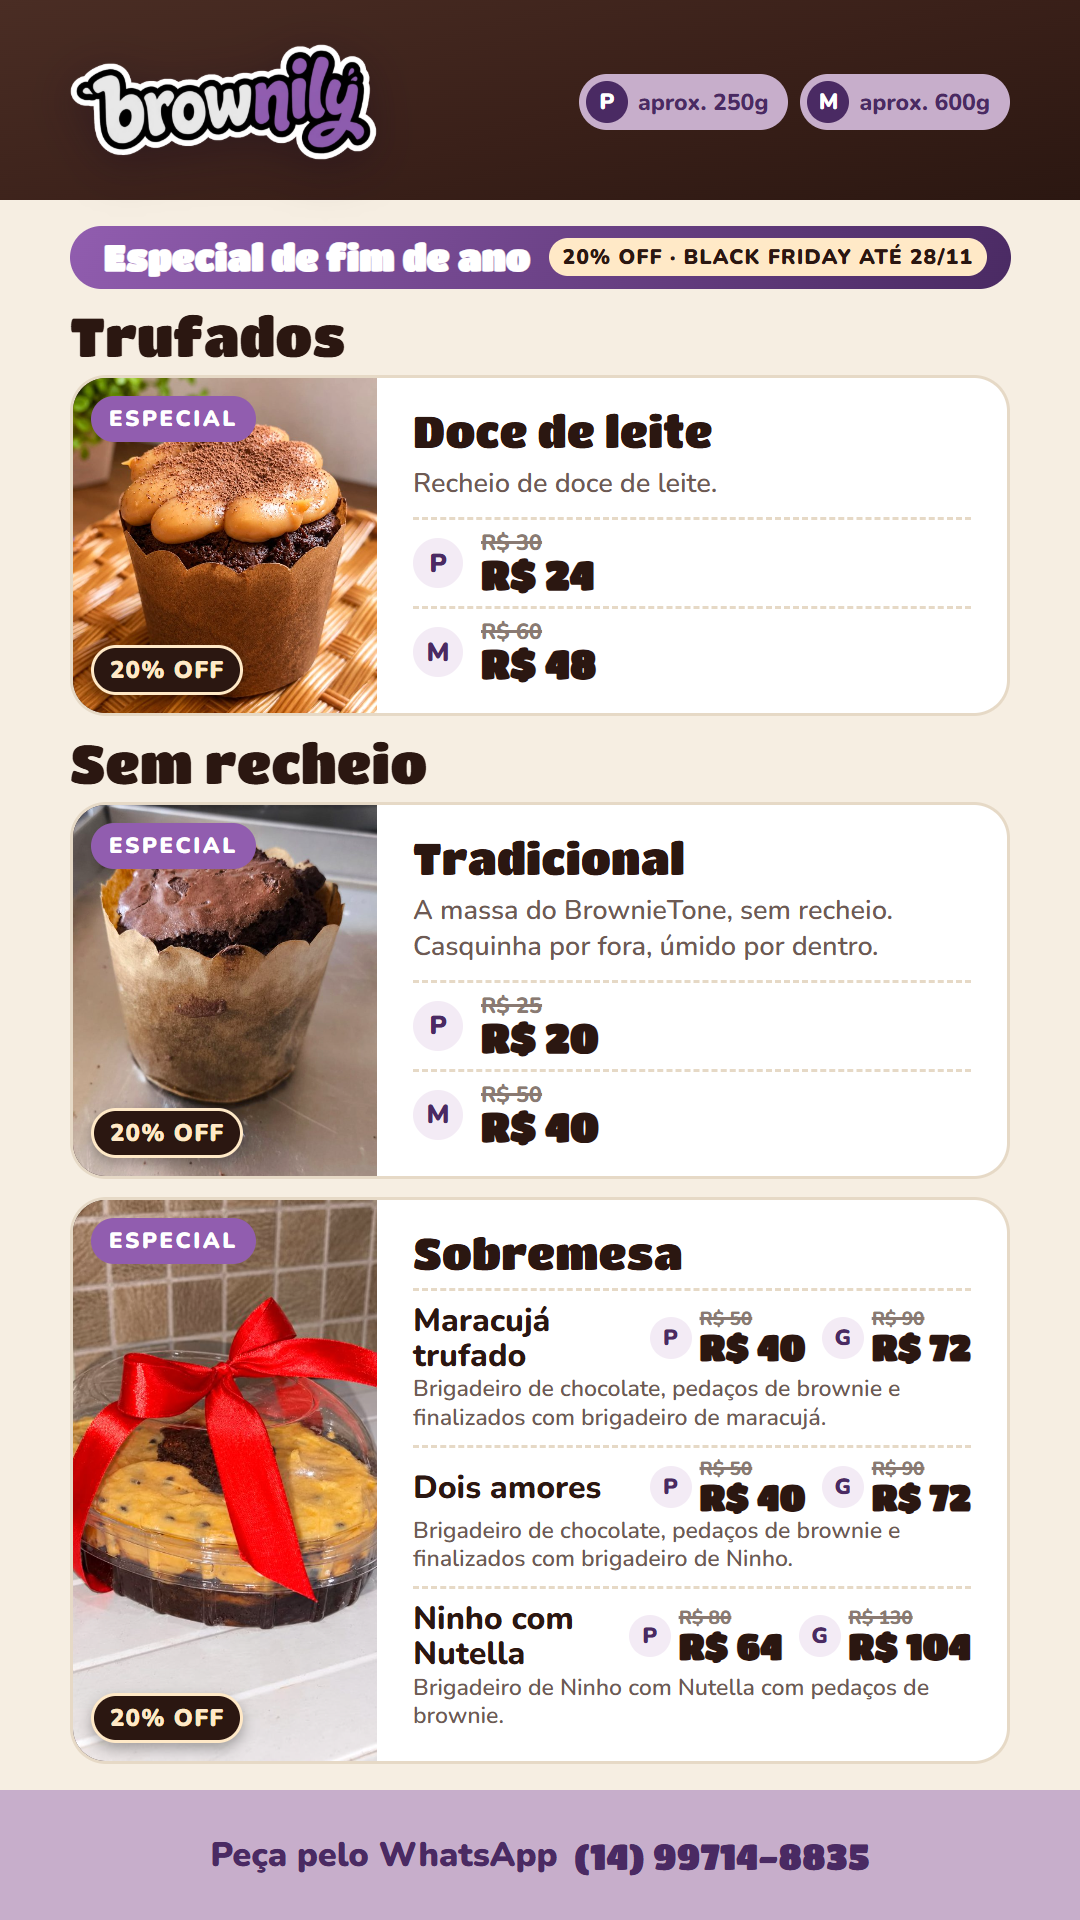 brownily
P aprox. 250g
M aprox. 600g
Especial de fim de ano
20% OFF · BLACK FRIDAY ATÉ 28/11
Trufados
ESPECIAL
20% OFF
Doce de leite
Recheio de doce de leite.
P R$ 30
R$ 24
M R$ 60
R$ 48
Sem recheio
ESPECIAL
20% OFF
Tradicional
A massa do BrownieTone, sem recheio.
Casquinha por fora, úmido por dentro.
P R$ 25
R$ 20
M R$ 50
R$ 40
ESPECIAL
20% OFF
Sobremesa
Maracujá
trufado
P R$ 50
R$ 40
G R$ 90
R$ 72
Brigadeiro de chocolate, pedaços de brownie e
finalizados com brigadeiro de maracujá.
Dois amores
P R$ 50
R$ 40
G R$ 90
R$ 72
Brigadeiro de chocolate, pedaços de brownie e
finalizados com brigadeiro de Ninho.
Ninho com
Nutella
P R$ 80
R$ 64
G R$ 130
R$ 104
Brigadeiro de Ninho com Nutella com pedaços de
brownie.
Peça pelo WhatsApp (14) 99714-8835